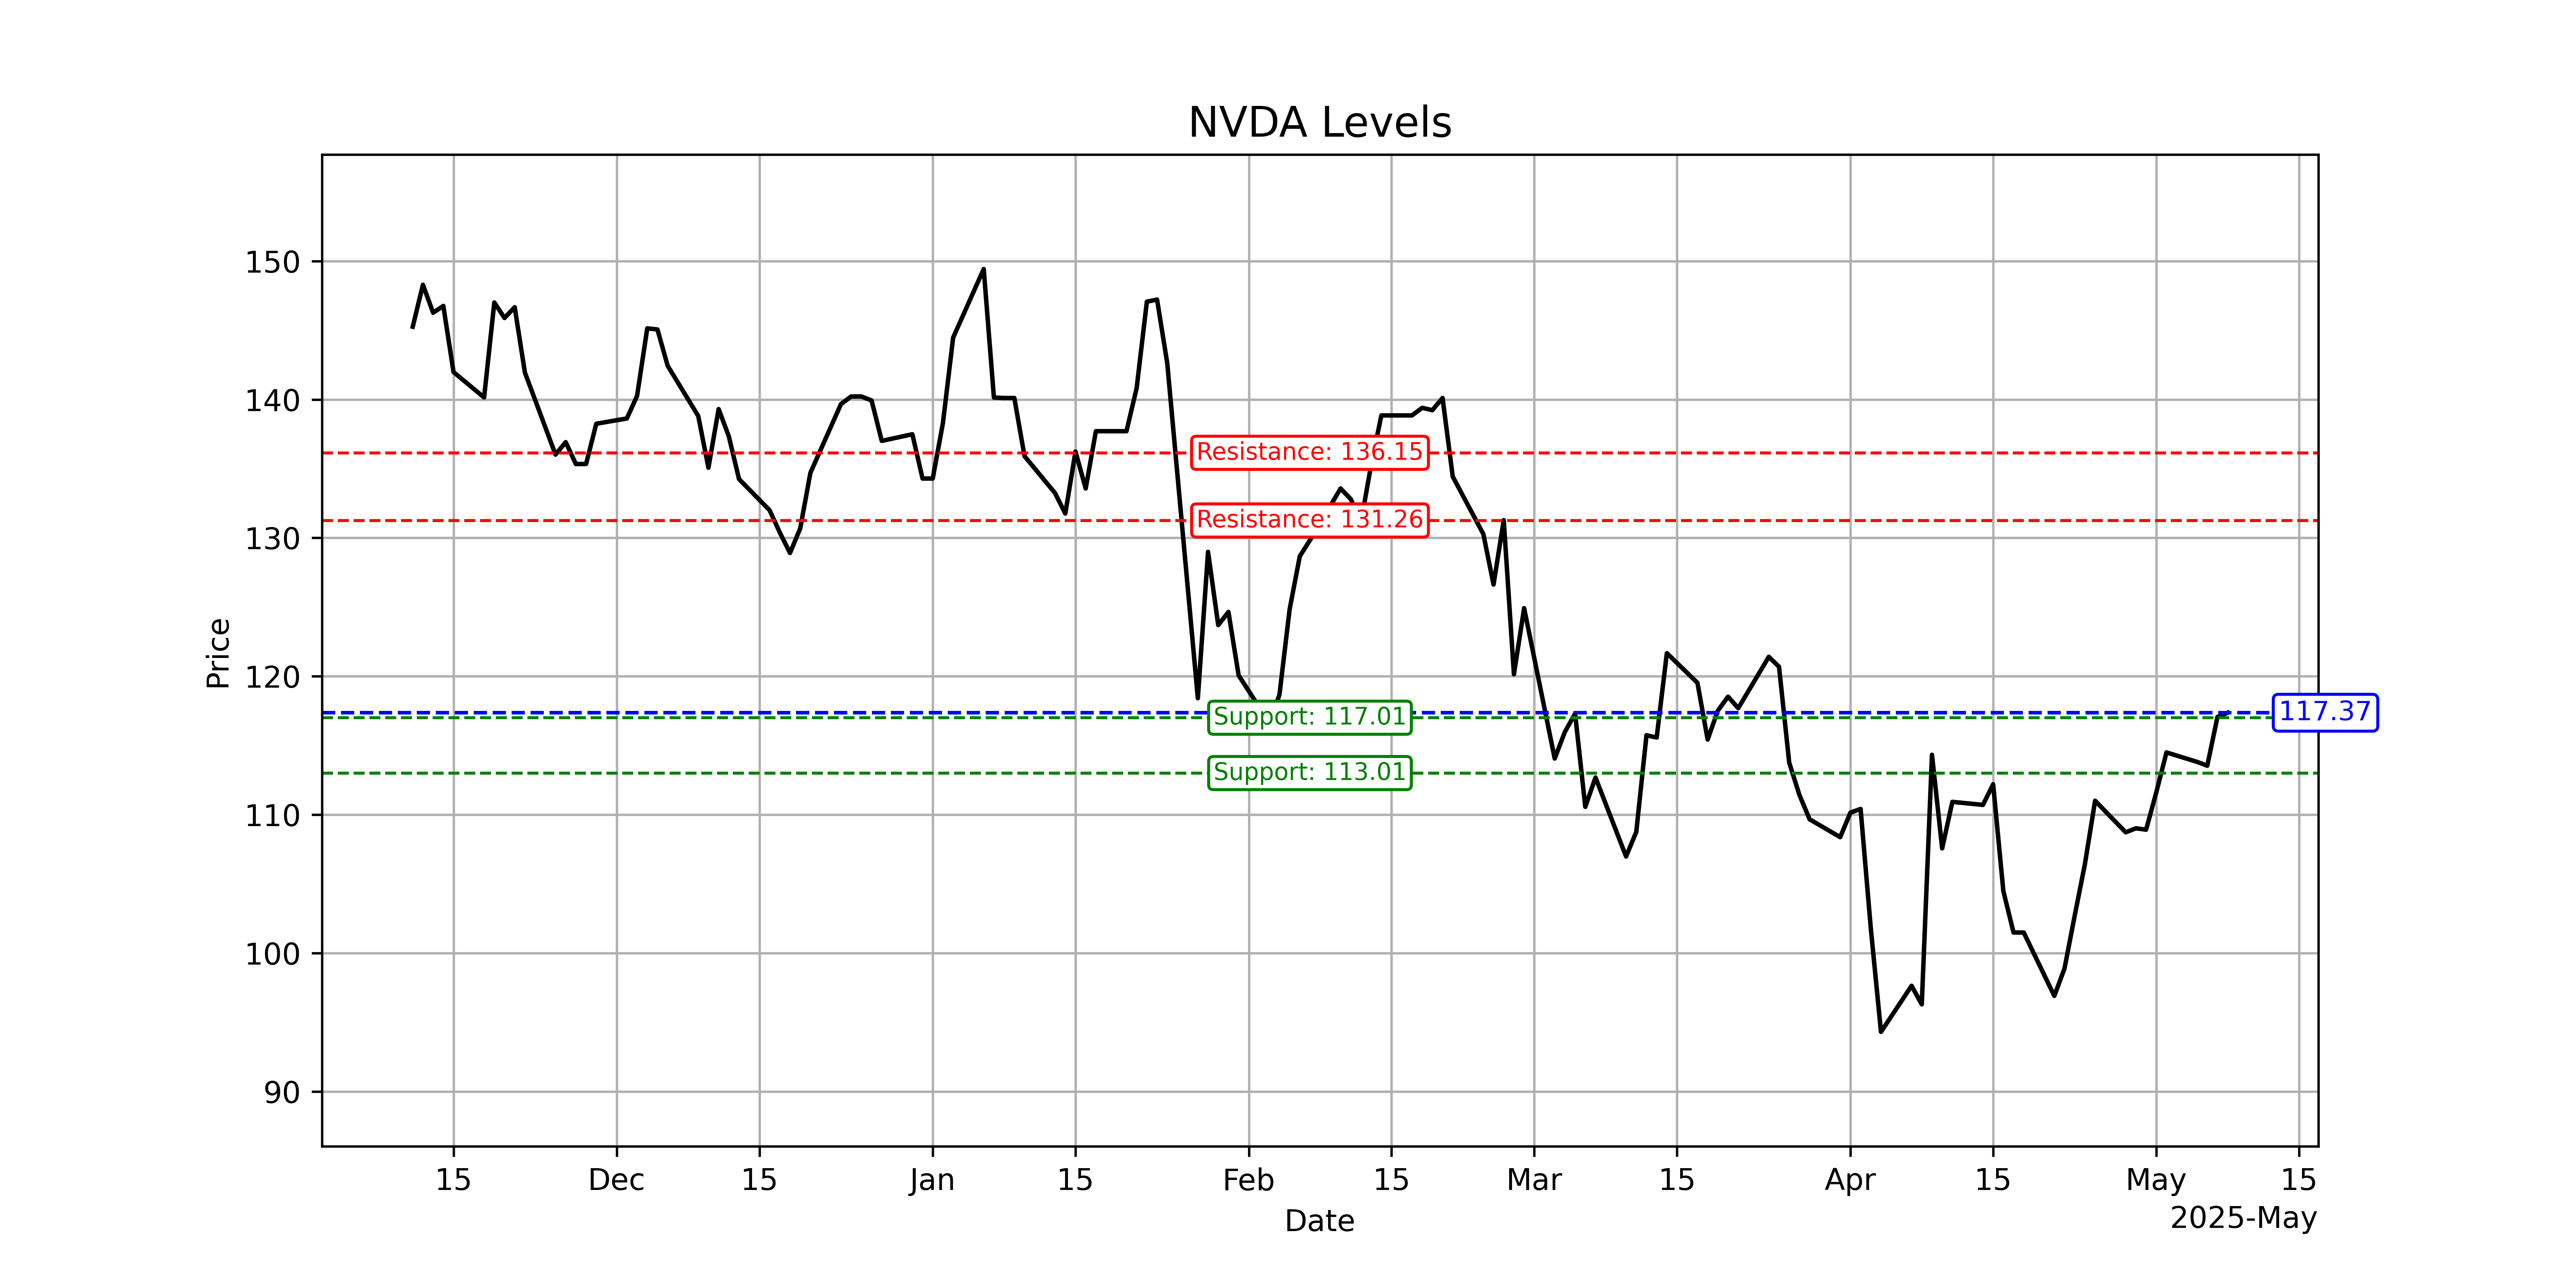 NVDA Levels
150
140
130
120
110
100
90
Price
Resistance: 136.15
Resistance: 131.26
Support: 117.01
117.37
Support: 113.01
15 Dec 15 Jan 15 Feb 15 Mar 15 Apr 15 May 15
2025-May
Date